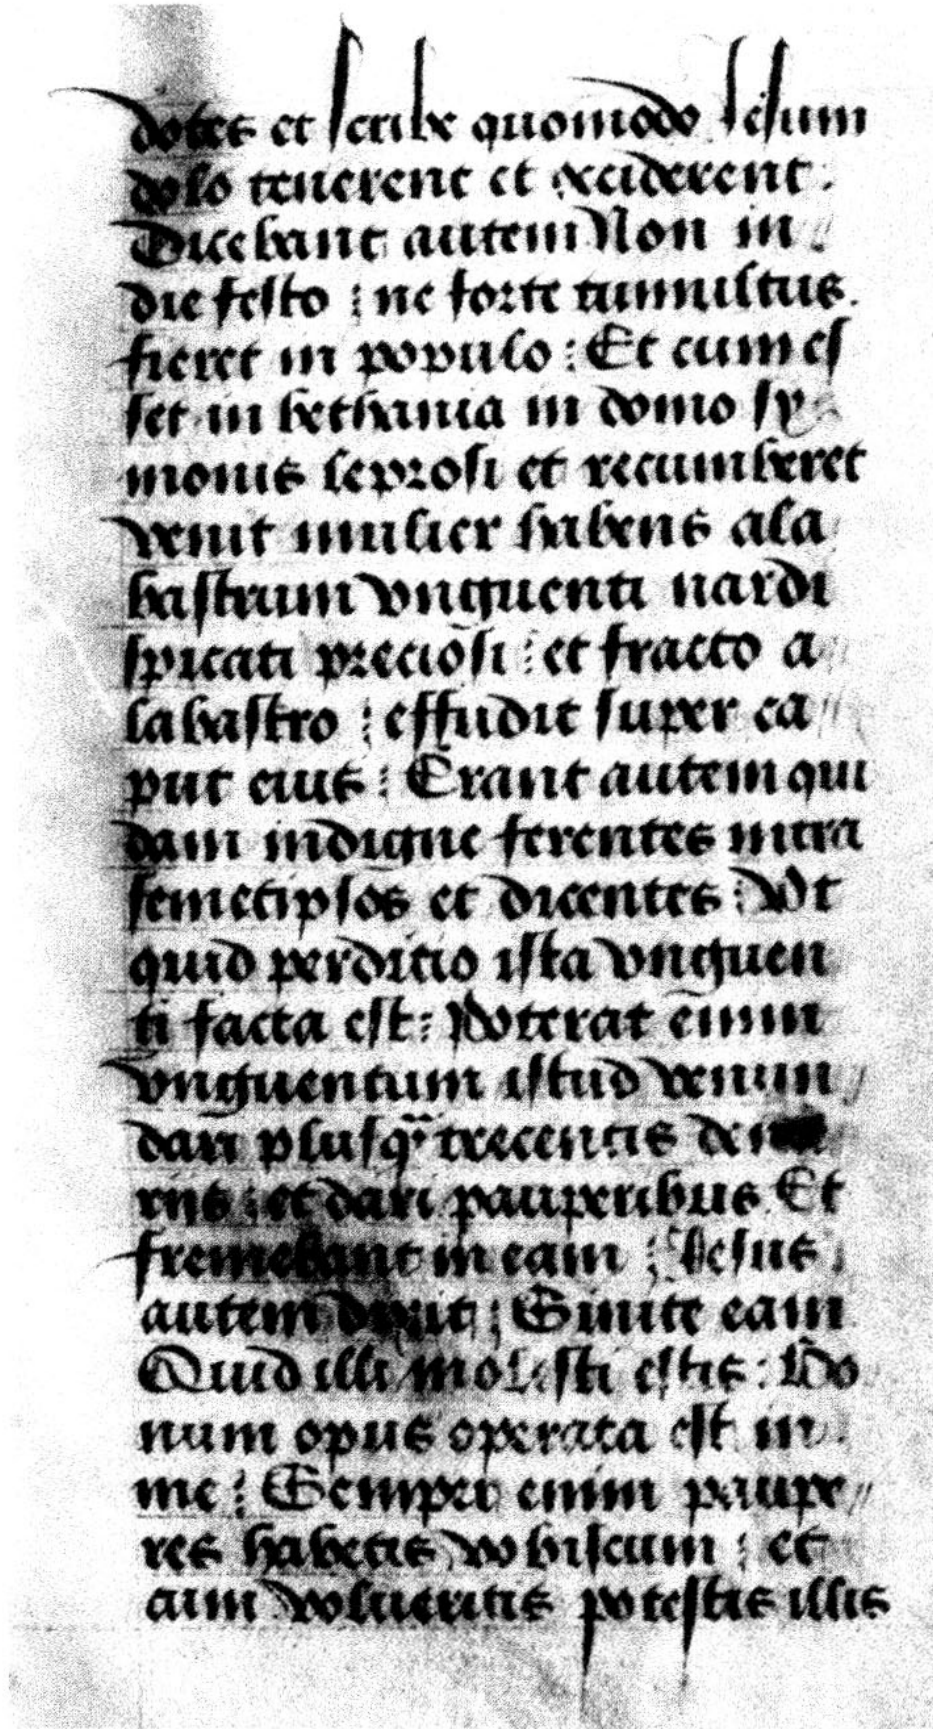 dotes et scribe quomodo Iesum
dolo tenerent et occiderent :
Dicebant autem Non in
die festo : ne forte tumultus
fieret in populo : Et cum es
set in bethania in domo sy
monis leprosi et recumberet
venit mulier habens ala
bastrum vnguenti nardi
spicati preciosi : et fracto a
labastro : effudit super ca
put eius : Erant autem qui
dam indigne ferentes intra
semetipsos et dicentes : Vt
quid perditio ista vnguen
ti facta est : Poterat enim
vnguentum istud venun
dari plusqᷓ trecentis dena
rijs : et dari pauperibus Et
fremebant in eam : Iesus
autem dixit : Sinite eam
Quid illi molesti estis : Bo
num opus operata est in
me : Semper enim paupe
res habetis vobiscum : et
cum volueritis potestis illis